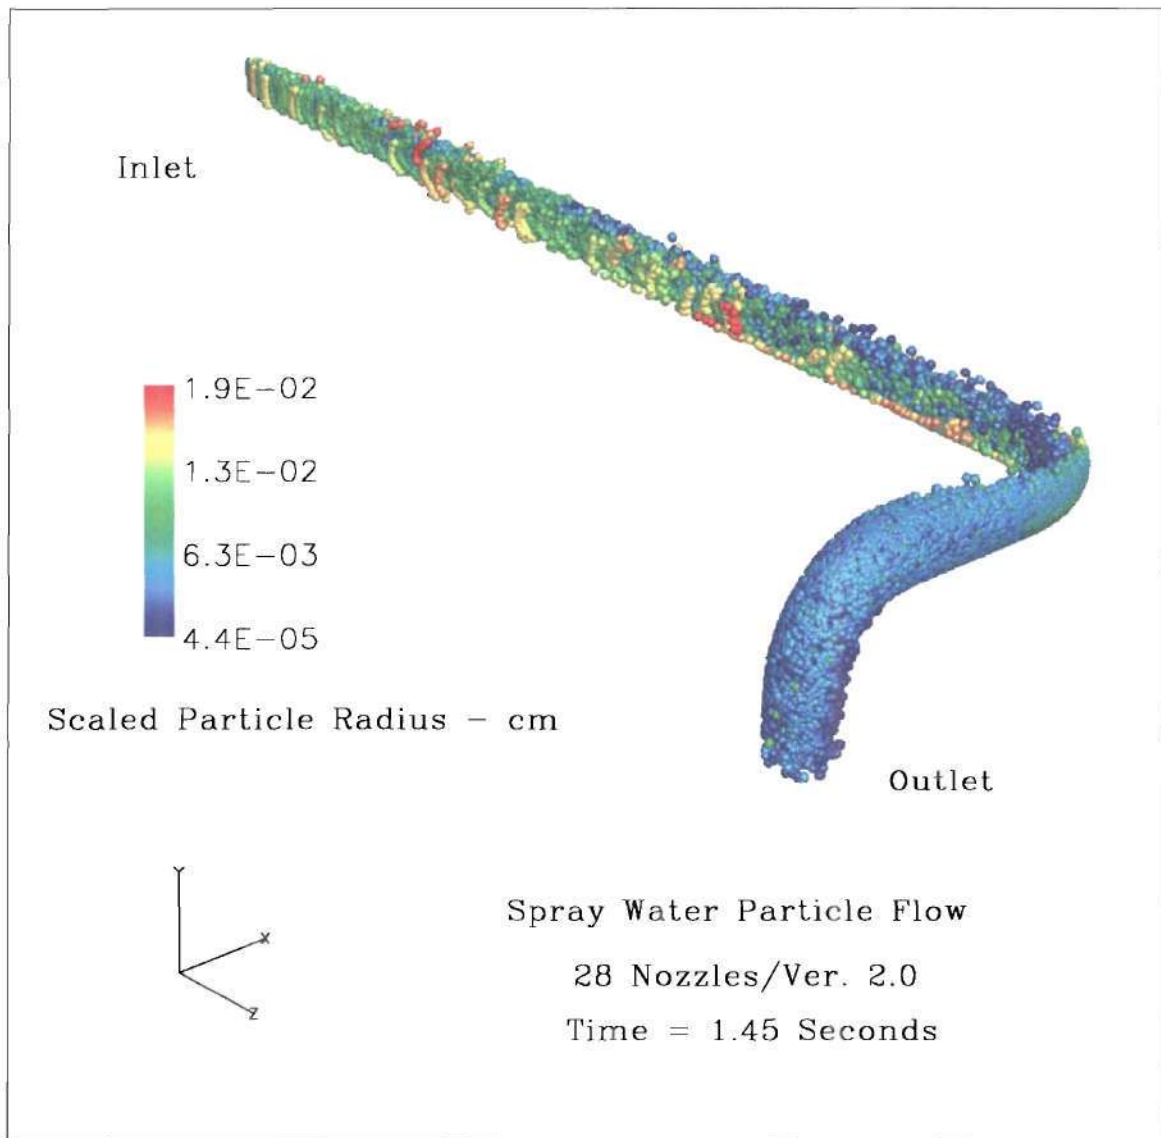 Inlet
1.9E-02
1.3E-02
6.3E-03
4.4E-05
Scaled Particle Radius - cm
Outlet
Y
X
Z
Spray Water Particle Flow
28 Nozzles/Ver. 2.0
Time = 1.45 Seconds